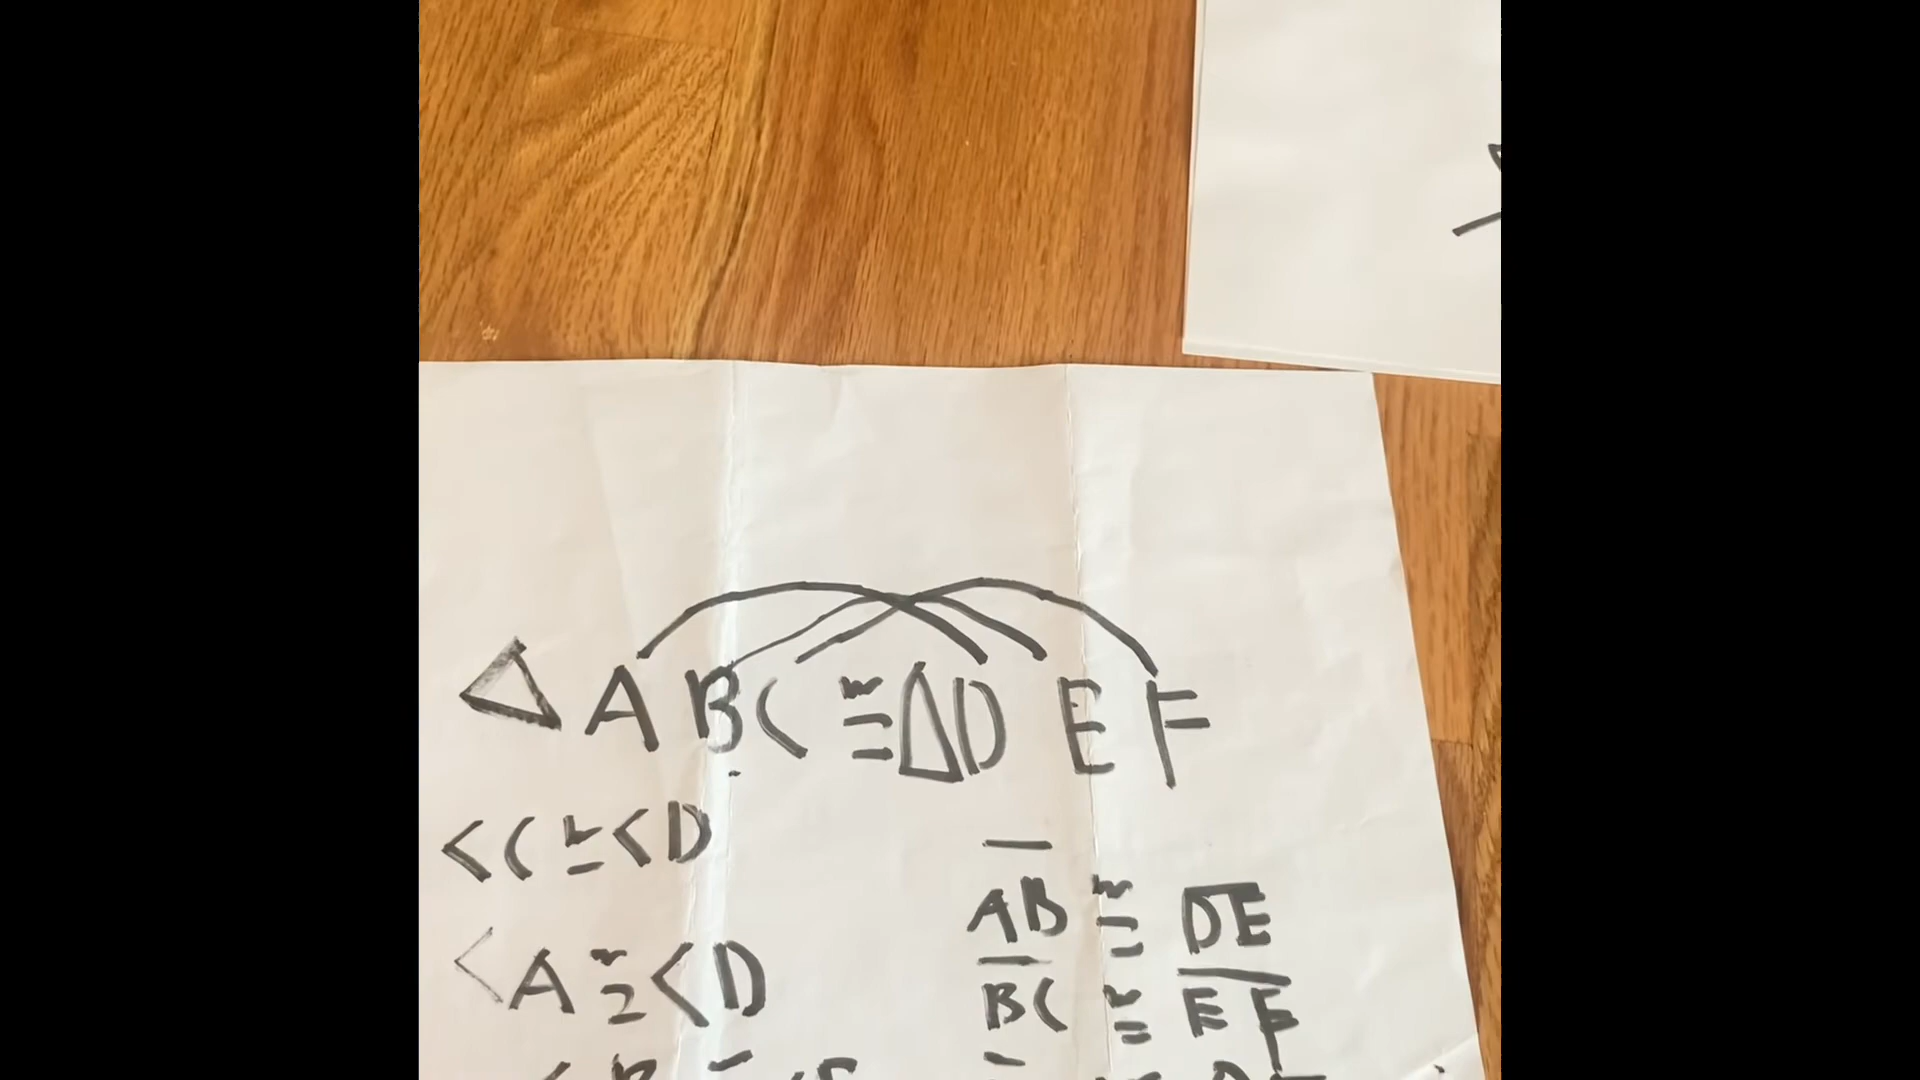 △ABC ≅ △DEF
<C ≅ <D
<A ≅ <D
AB ≅ DE
BC ≅ EF